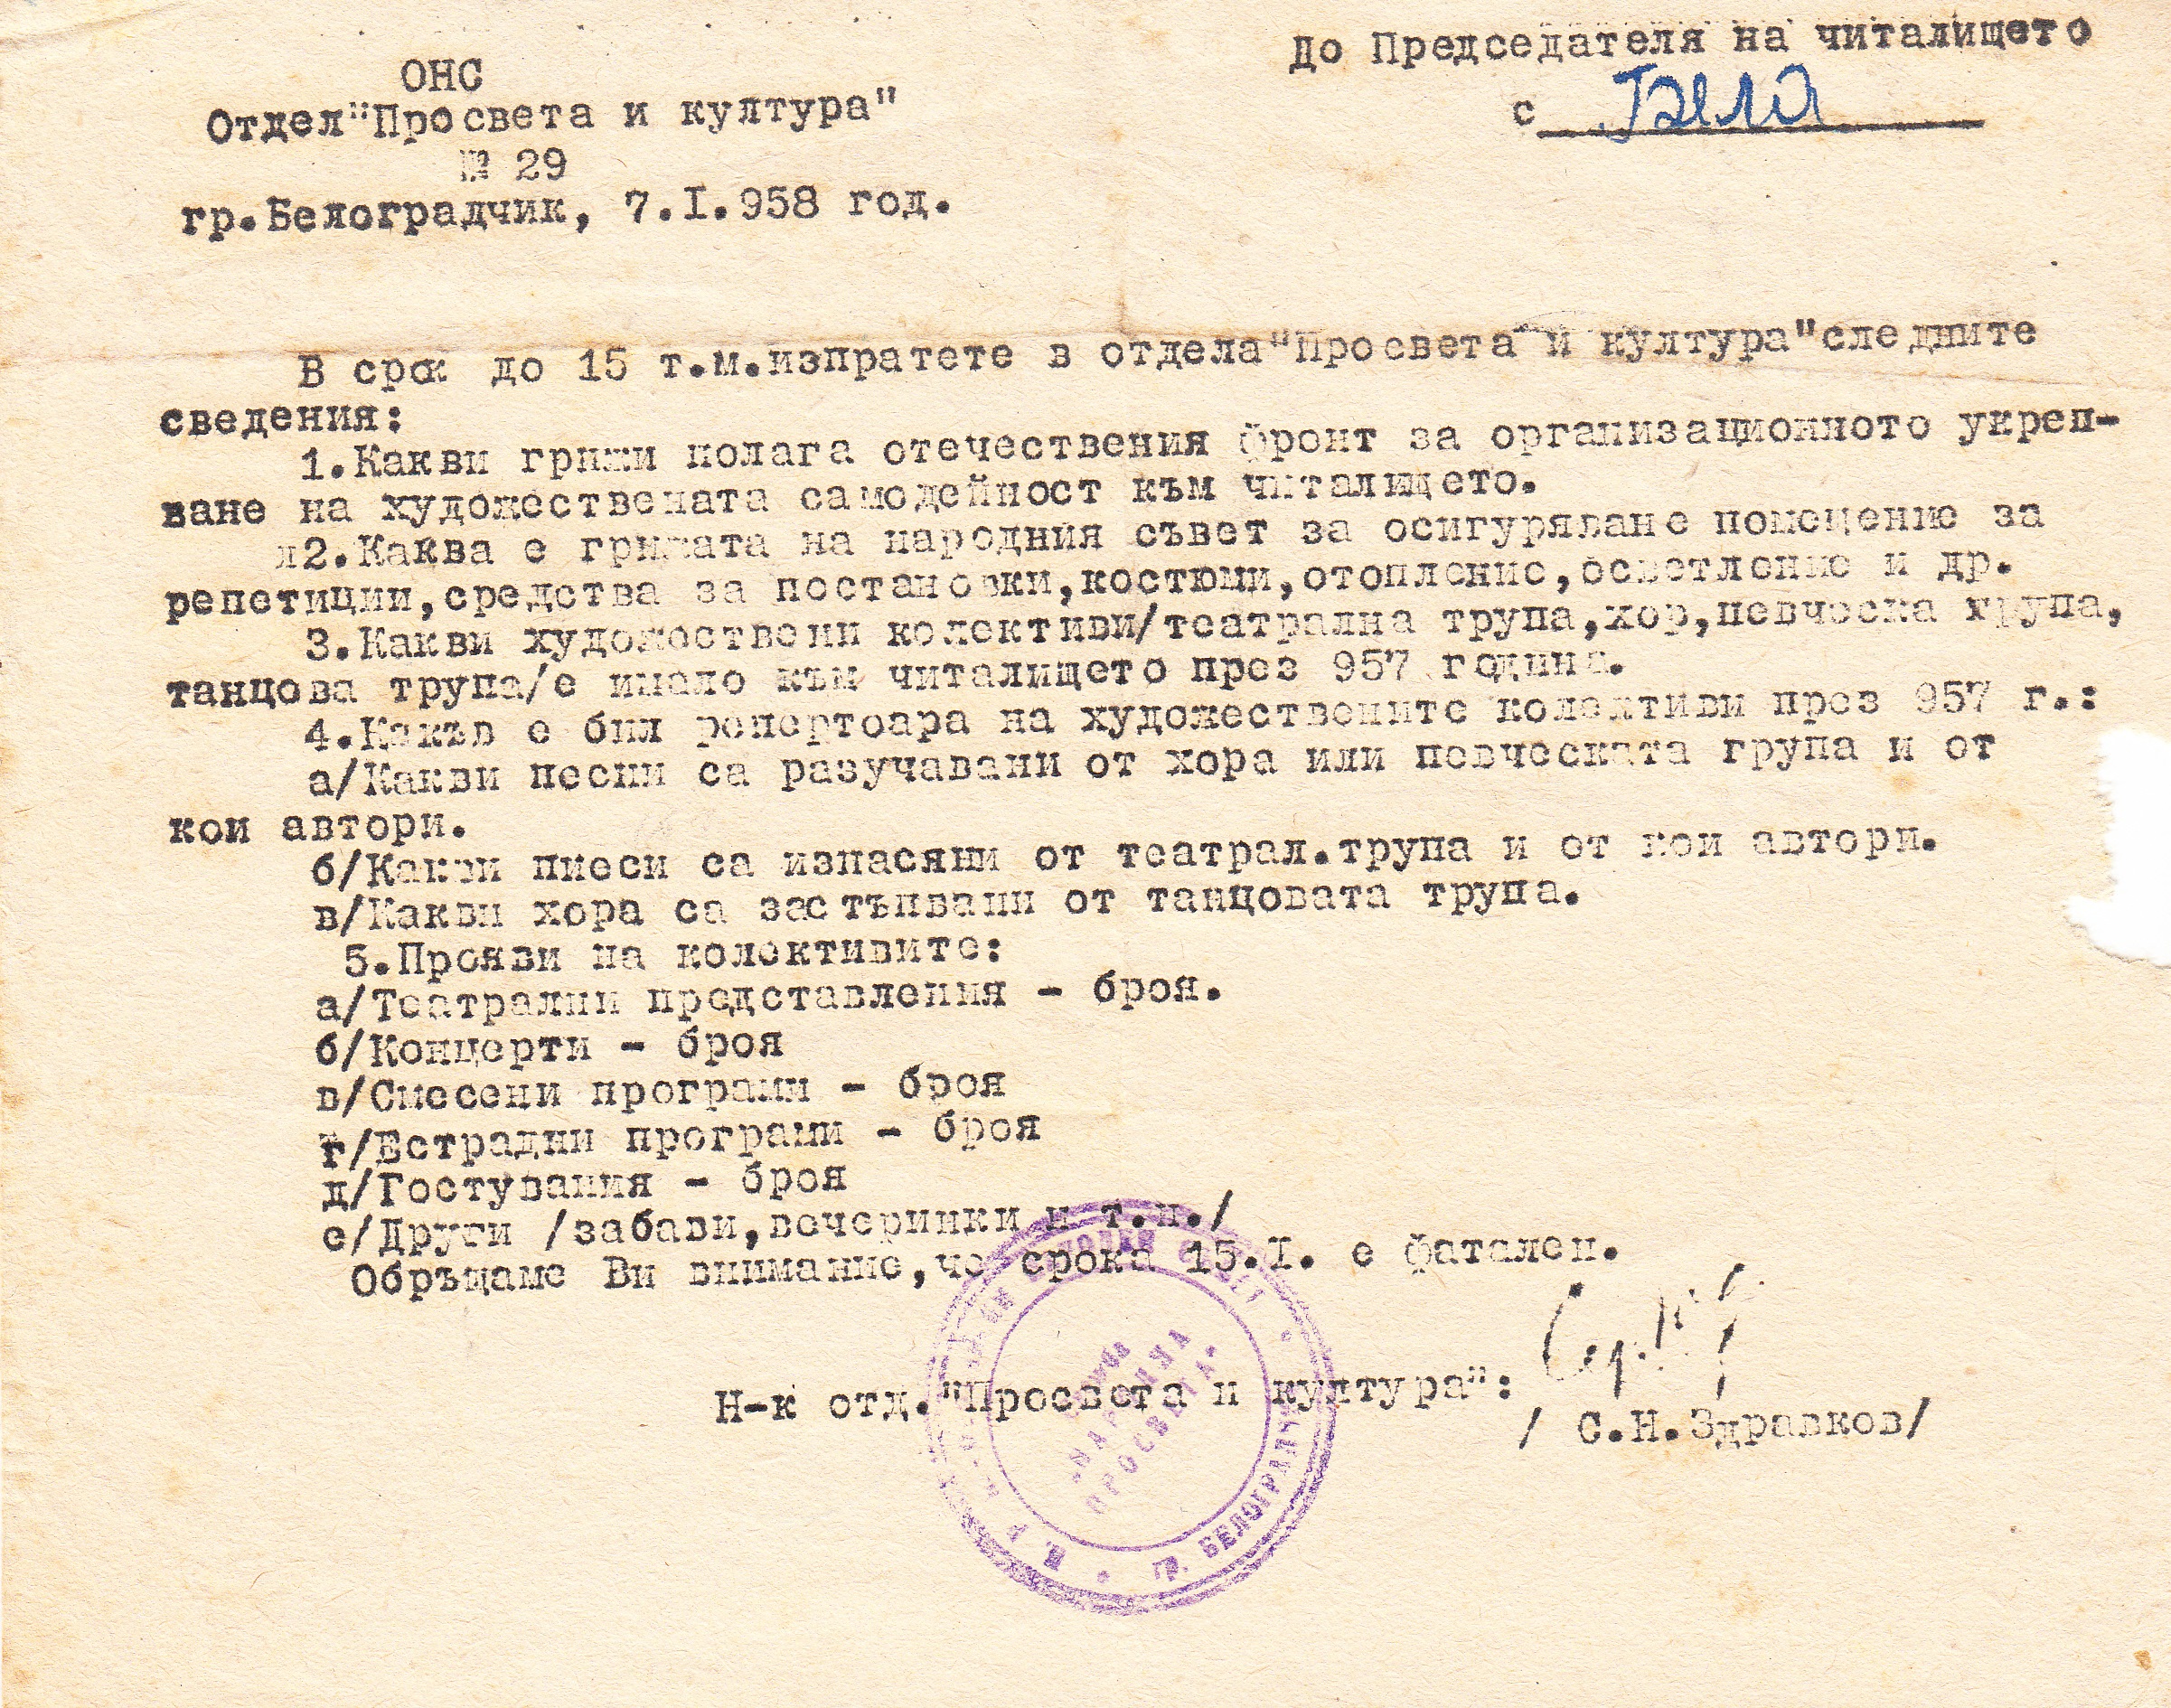 До Председателя на читалището
с Бела
ОНС
Отдел"Просвета и култура"
№ 29
гр.Белоградчик, 7.I.958 год.
В срок до 15 т.м.изпратете в отдела"Просвета и култура"следните
сведения:
1.Какви грижи полага отечествения фронт за организационното укреп-
ване на художествената самодейност към читалището.
2.Каква е грижата на народния съвет за осигуряване помещение за
репетиции,средства за постановки,костюми,отопление,осветление и др.
3.Какви художествени колективи/театрална трупа,хор,певческа група,
танцова трупа/е имало към читалището през 957 година.
4.Какъв е бил репертоара на художествените колективи през 957 г.:
а/Какви песни са разучавани от хора или певческата група и от
кои автори.
б/Какви пиеси са изнасяни от театрал.трупа и от кои автори.
в/Какви хора са застъпвани от танцовата трупа.
5.Прояви на колективите:
а/Театрални представления - броя.
б/Концерти - броя
в/Смесени програми - броя
г/Естрадни програми - броя
д/Гостувания - броя
е/Други /забави,вечеринки и т.н./
Обръщаме Ви внимание,че срока 15.I. е фатален.
Н-к отд."Просвета и култура":
/ С.Н.Здравков/
НАРОДНА
ПРОСВЕТА
гр. БЕЛОГРАДЧИК